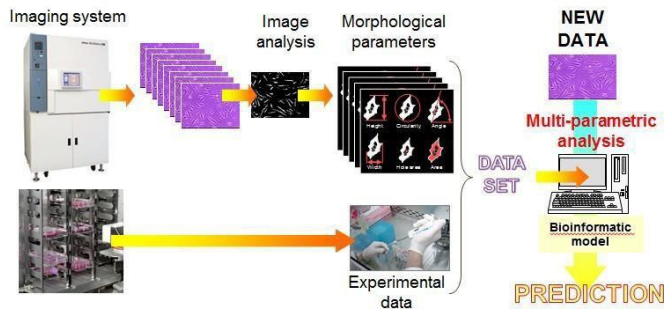 Imaging system
Image
analysis
Morphological
parameters
Height
Circularity
Angle
Width
Hole area
Area
Experimental
data
DATA
SET
NEW
DATA
Multi-parametric
analysis
Bioinformatic
model
PREDICTION